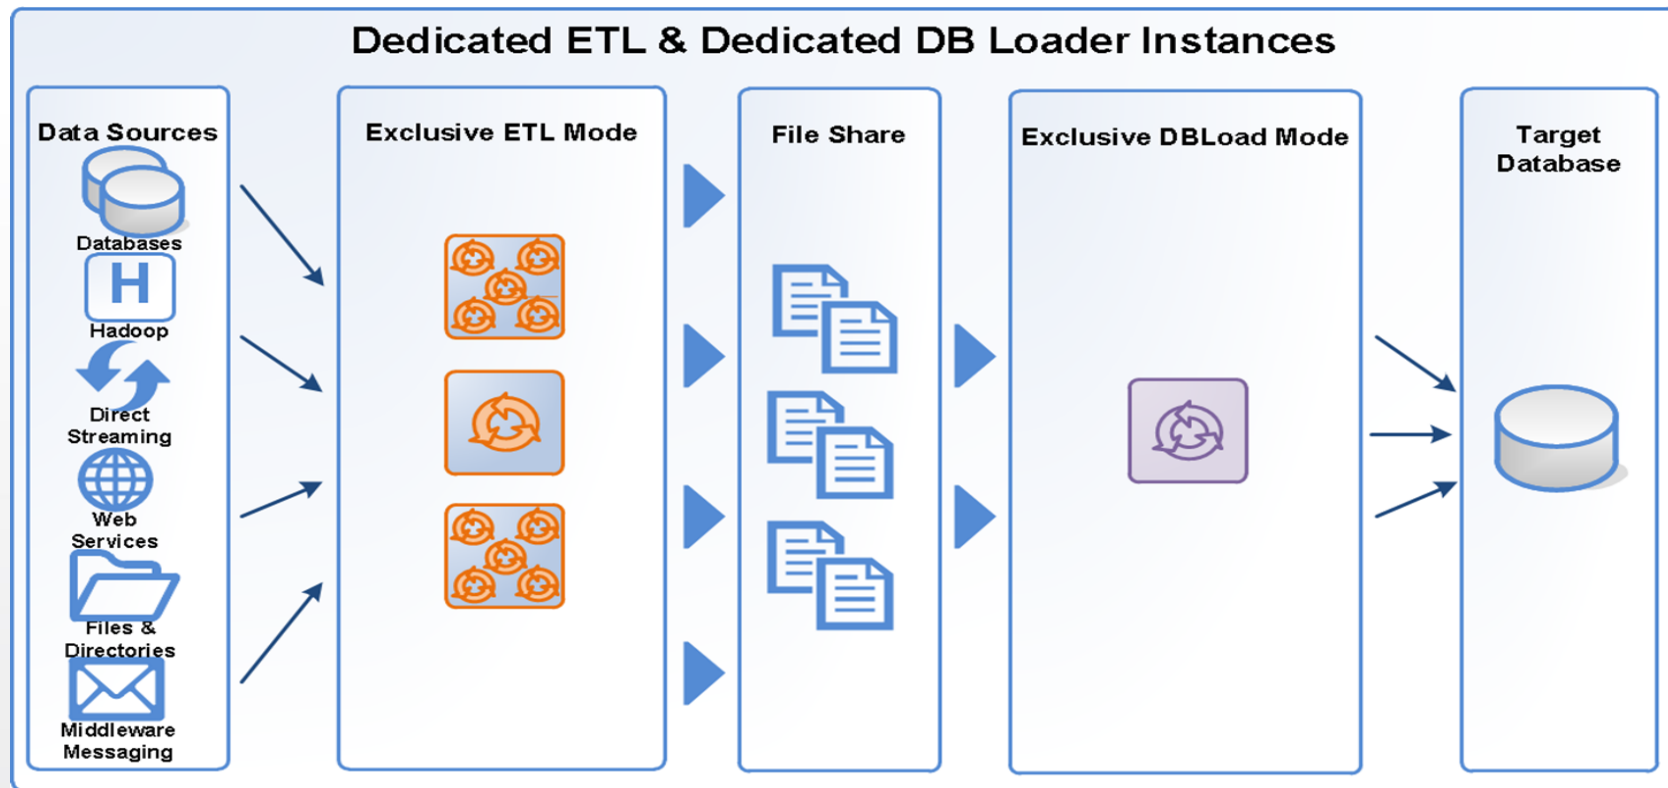 Dedicated ETL & Dedicated DB Loader Instances
Data Sources
Databases
H
Hadoop
Direct
Streaming
Web
Services
Files &
Directories
Middleware
Messaging
Exclusive ETL Mode
File Share
Exclusive DBLoad Mode
Target
Database